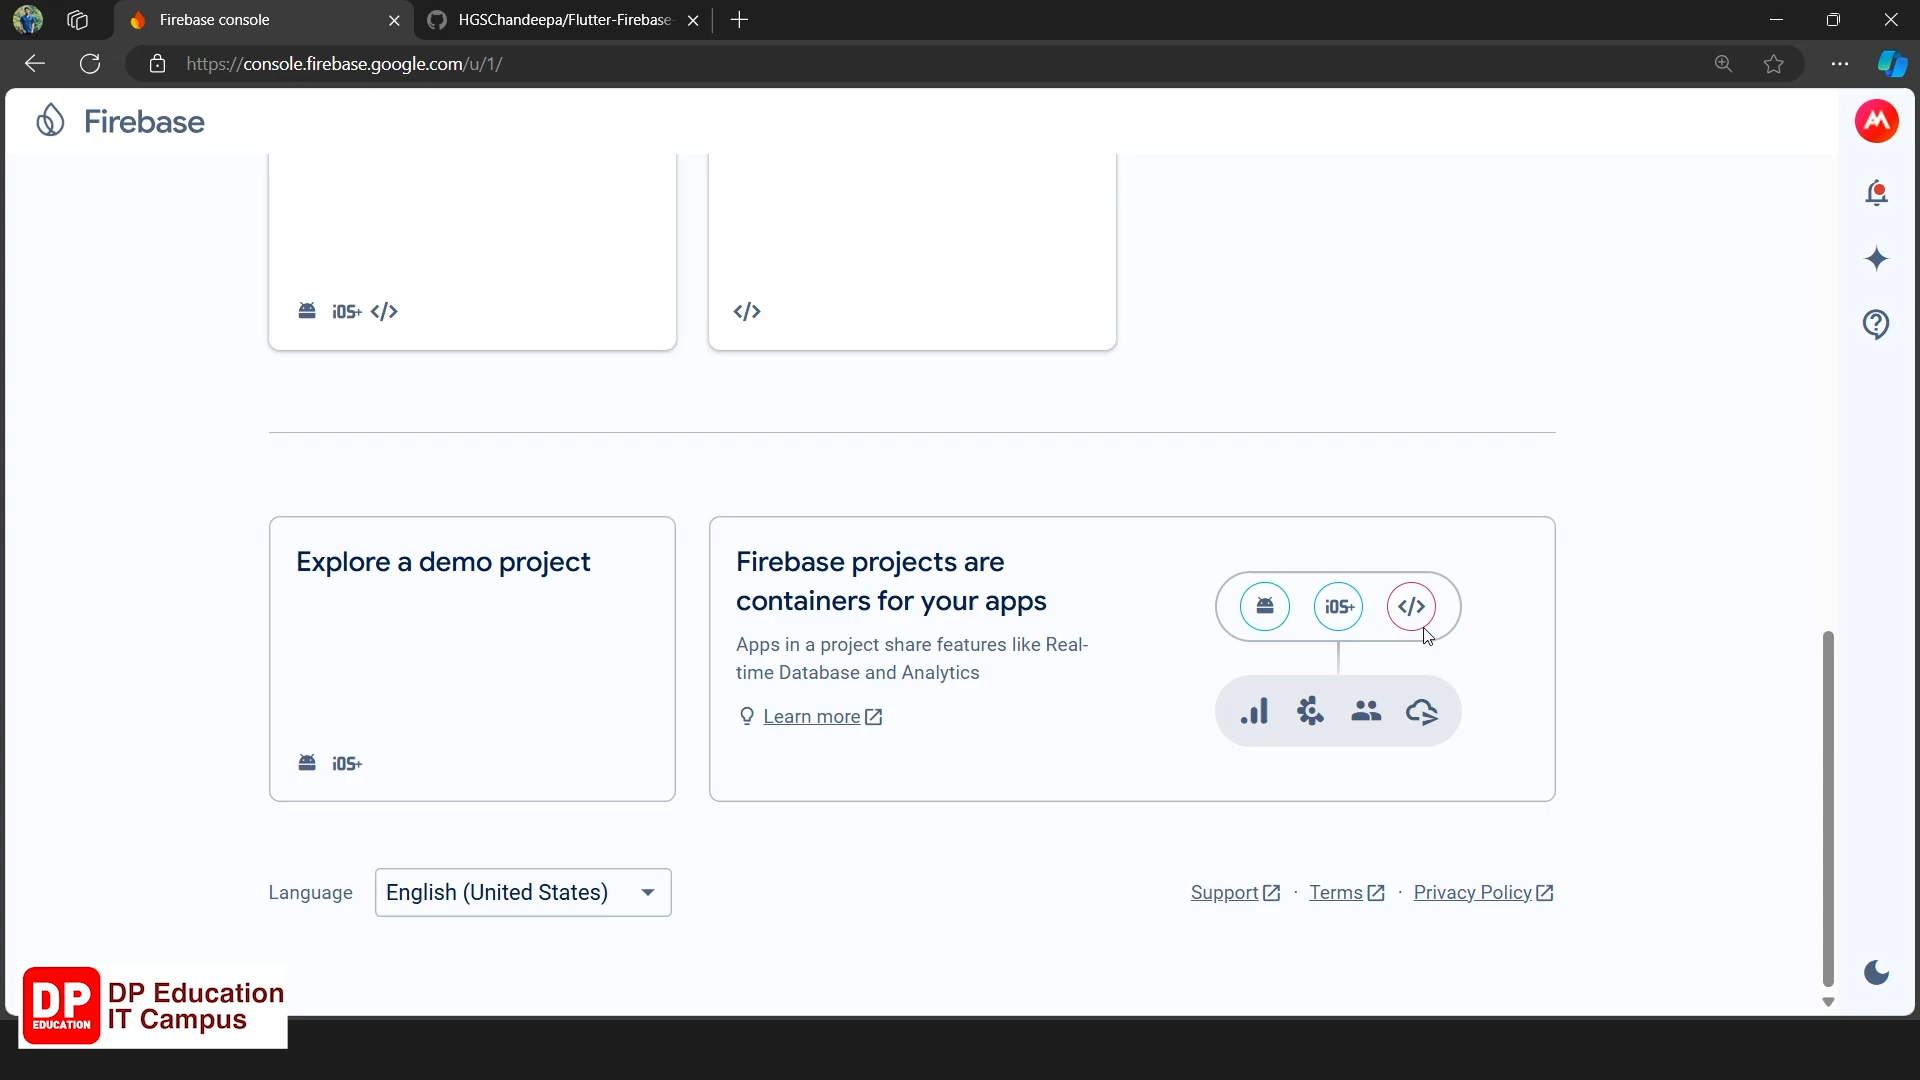 Firebase console
HGSChandeepa/Flutter-Firebase-
https://console.firebase.google.com/u/1/
Firebase
iOS+ </>
</>
Explore a demo project
iOS+
Firebase projects are
containers for your apps
Apps in a project share features like Real-
time Database and Analytics
Learn more
iOS+ </>
Language
English (United States)
Support · Terms · Privacy Policy
DP
EDUCATION
DP Education
IT Campus